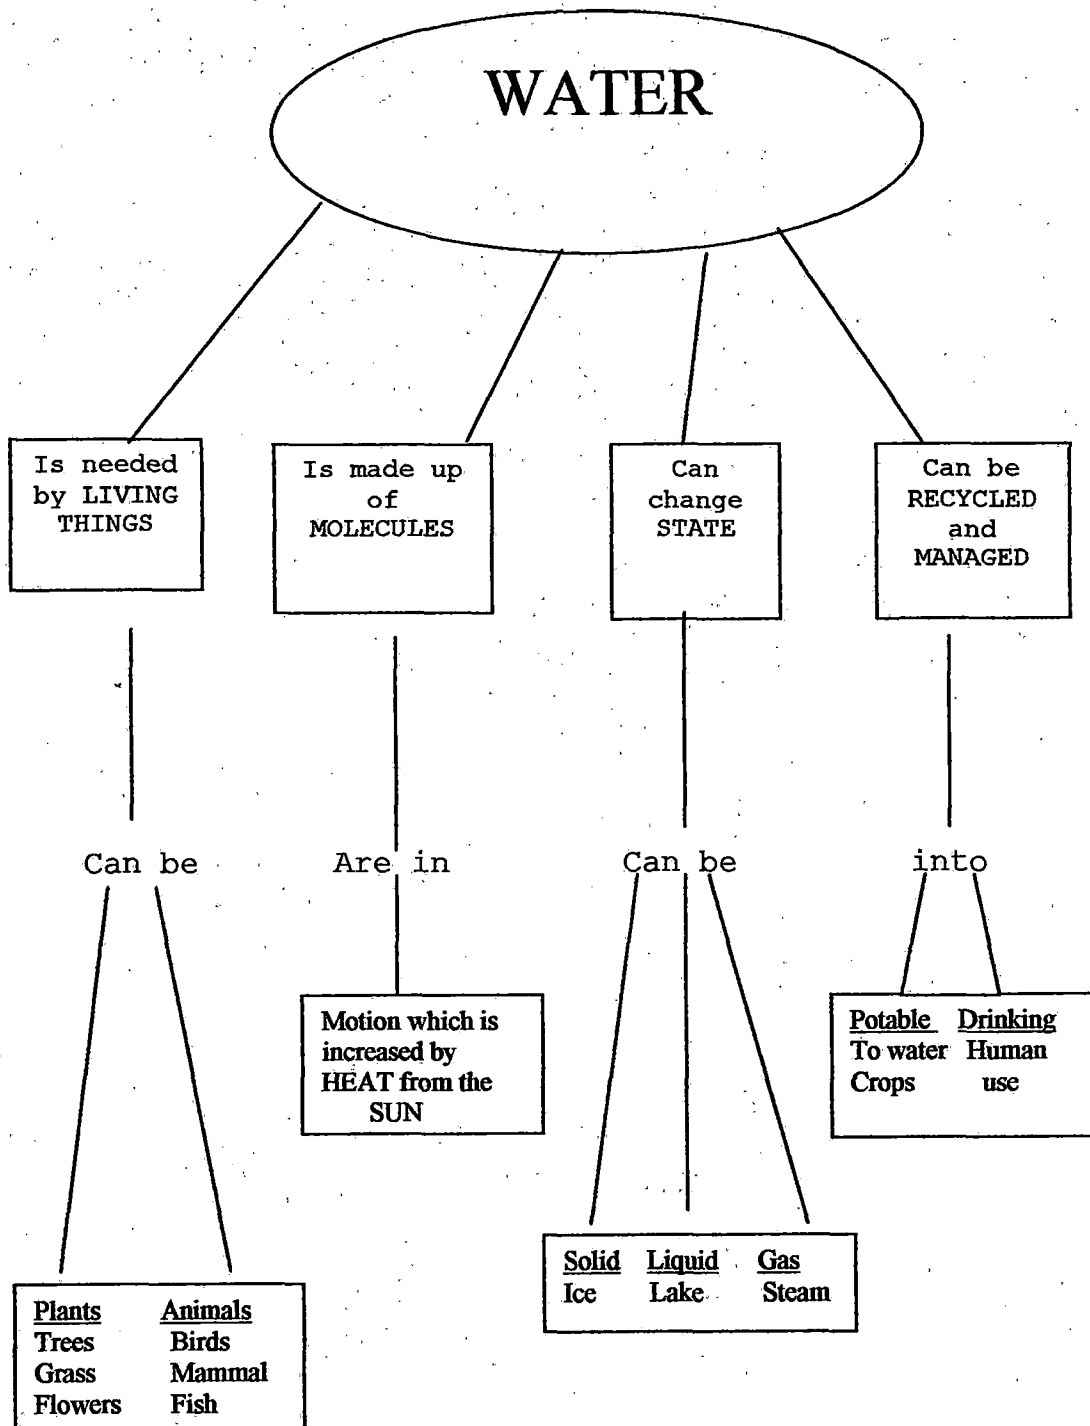 WATER
Is needed
by LIVING
THINGS
Is made up
of
MOLECULES
Can
change
STATE
Can be
RECYCLED
and
MANAGED
Can be
Are in
Can be
into
Motion which is
increased by
HEAT from the
SUN
Potable Drinking
To water Human
Crops use
Solid Liquid Gas
Ice Lake Steam
Plants Animals
Trees Birds
Grass Mammal
Flowers Fish